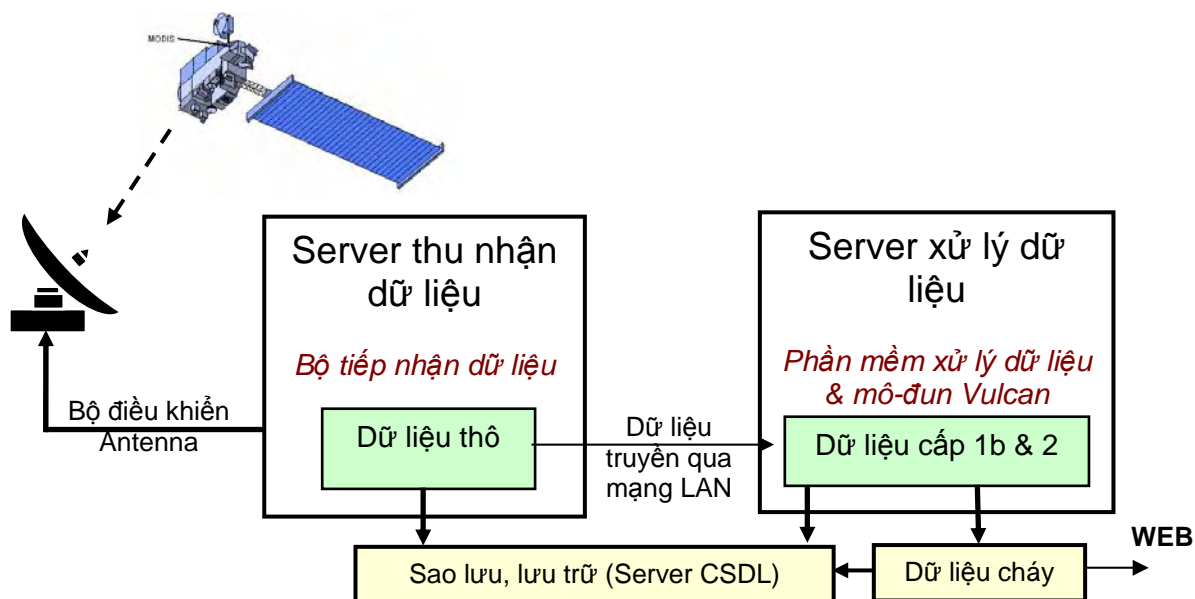 MODIS
Server thu nhận
dữ liệu
Bộ tiếp nhận dữ liệu
Dữ liệu thô
Bộ điều khiển
Antenna
Dữ liệu
truyền qua
mạng LAN
Server xử lý dữ
liệu
Phần mềm xử lý dữ liệu
& mô-đun Vulcan
Dữ liệu cấp 1b & 2
Sao lưu, lưu trữ (Server CSDL)
Dữ liệu cháy
WEB